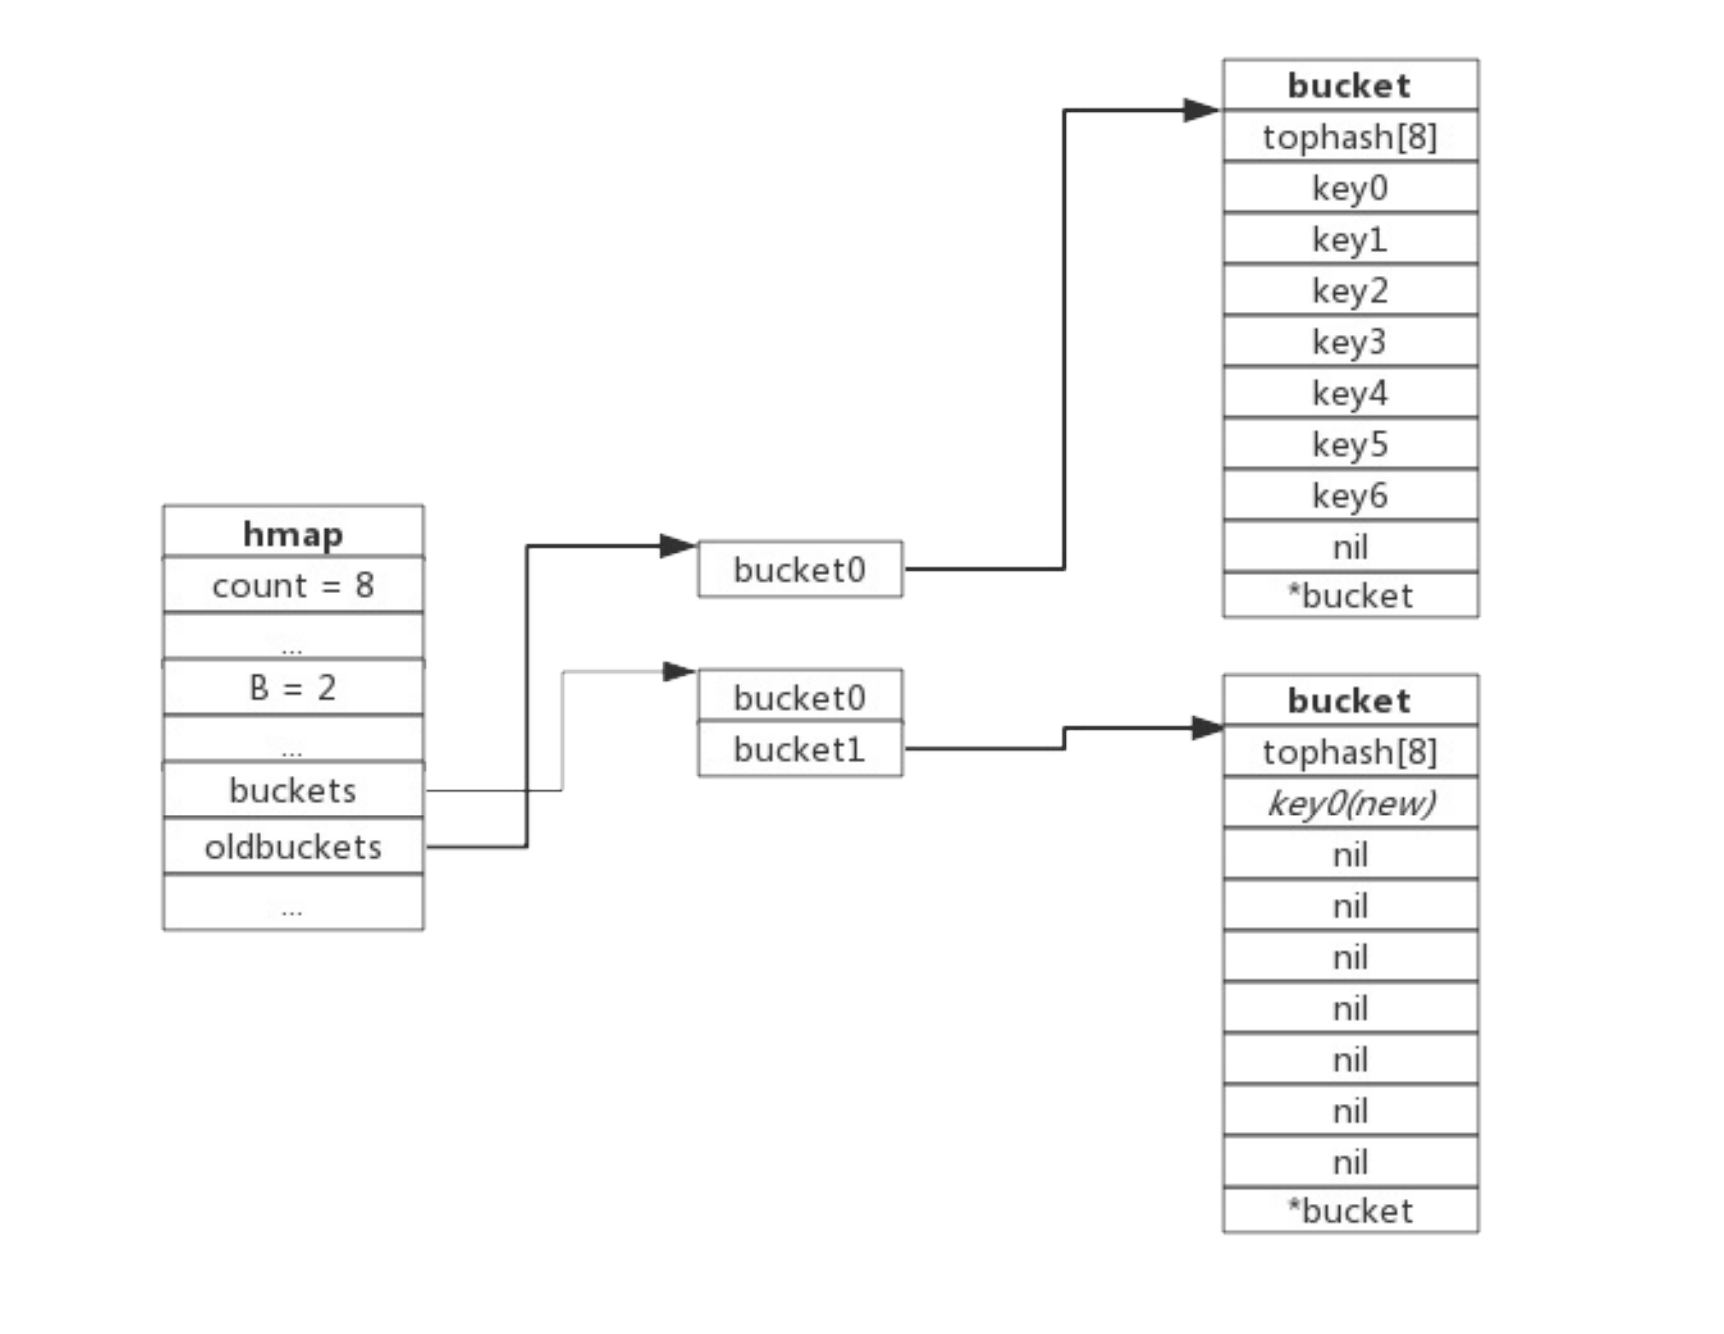 hmap
count = 8
...
B = 2
...
buckets
oldbuckets
...
bucket0
bucket0
bucket1
bucket
tophash[8]
key0
key1
key2
key3
key4
key5
key6
nil
*bucket
bucket
tophash[8]
key0(new)
nil
nil
nil
nil
nil
nil
nil
*bucket